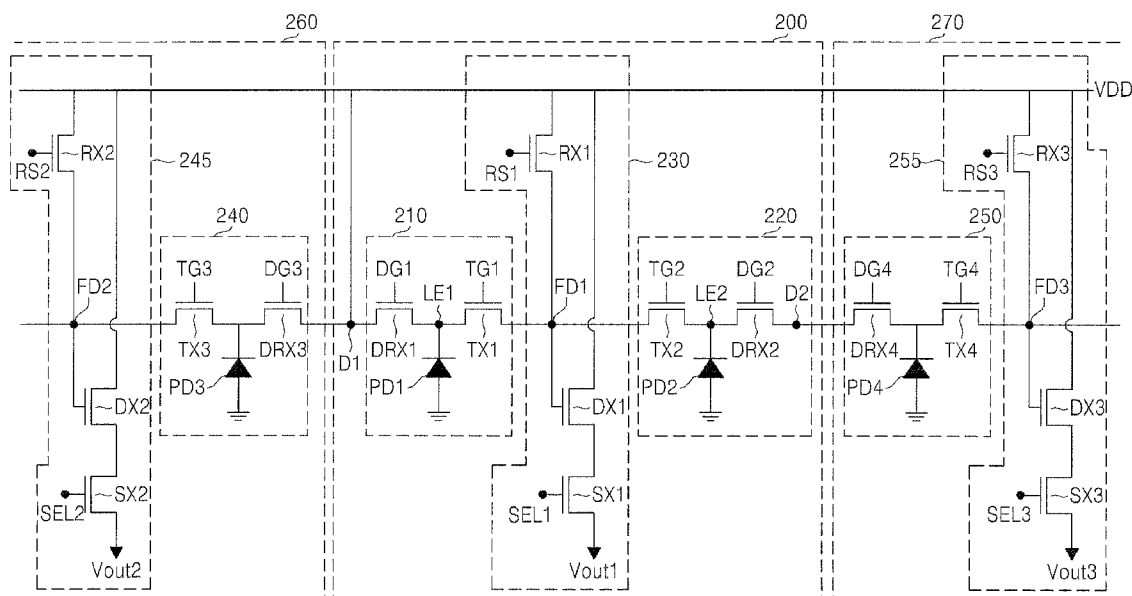 260
200
270
VDD
RX2
245
RX1
230
255
RX3
RS2
RS1
RS3
240
210
220
250
TG3
DG3
DG1
TG1
TG2
DG2
DG4
TG4
FD2
LE1
FD1
LE2
D2
FD3
TX3
DRX3
D1
DRX1
TX1
TX2
DRX2
DRX4
TX4
PD3
PD1
PD2
PD4
DX2
DX1
DX3
SX2
SX1
SX3
SEL2
SEL1
SEL3
Vout2
Vout1
Vout3